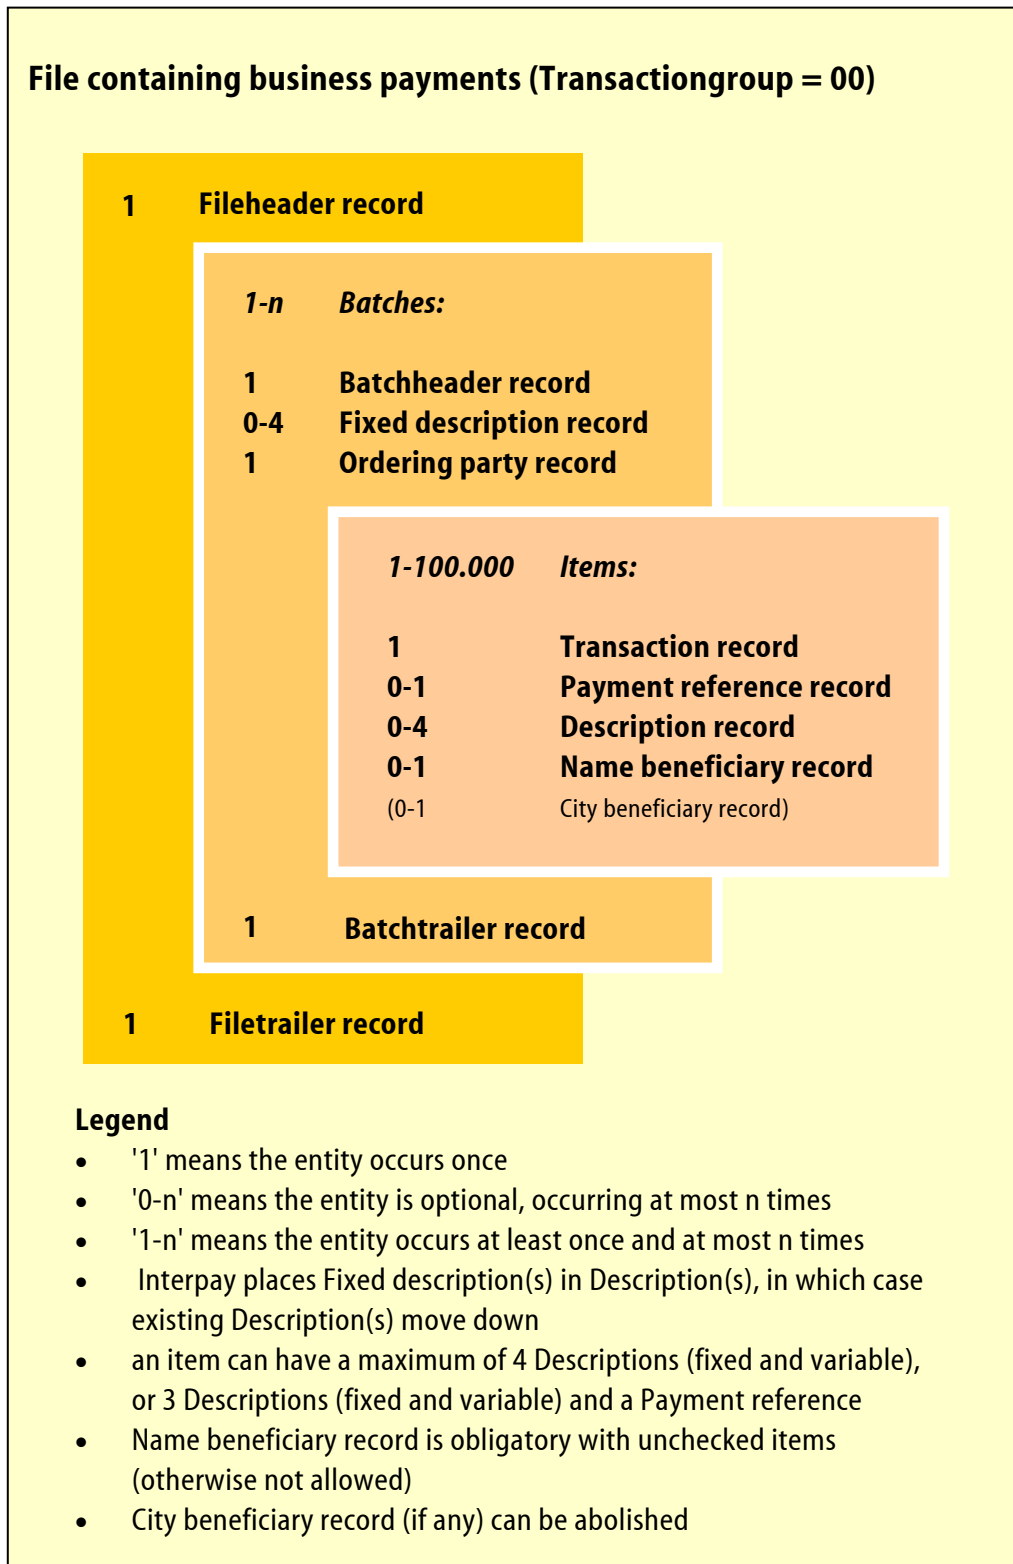 File containing business payments (Transactiongroup = 00)
1 Fileheader record
1-n Batches:
1 Batchheader record
0-4 Fixed description record
1 Ordering party record
1-100.000 Items:
1 Transaction record
0-1 Payment reference record
0-4 Description record
0-1 Name beneficiary record
(0-1 City beneficiary record)
1 Batchtrailer record
1 Filetrailer record
Legend
• '1' means the entity occurs once
• '0-n' means the entity is optional, occurring at most n times
• '1-n' means the entity occurs at least once and at most n times
• Interpay places Fixed description(s) in Description(s), in which case
existing Description(s) move down
• an item can have a maximum of 4 Descriptions (fixed and variable),
or 3 Descriptions (fixed and variable) and a Payment reference
• Name beneficiary record is obligatory with unchecked items
(otherwise not allowed)
• City beneficiary record (if any) can be abolished